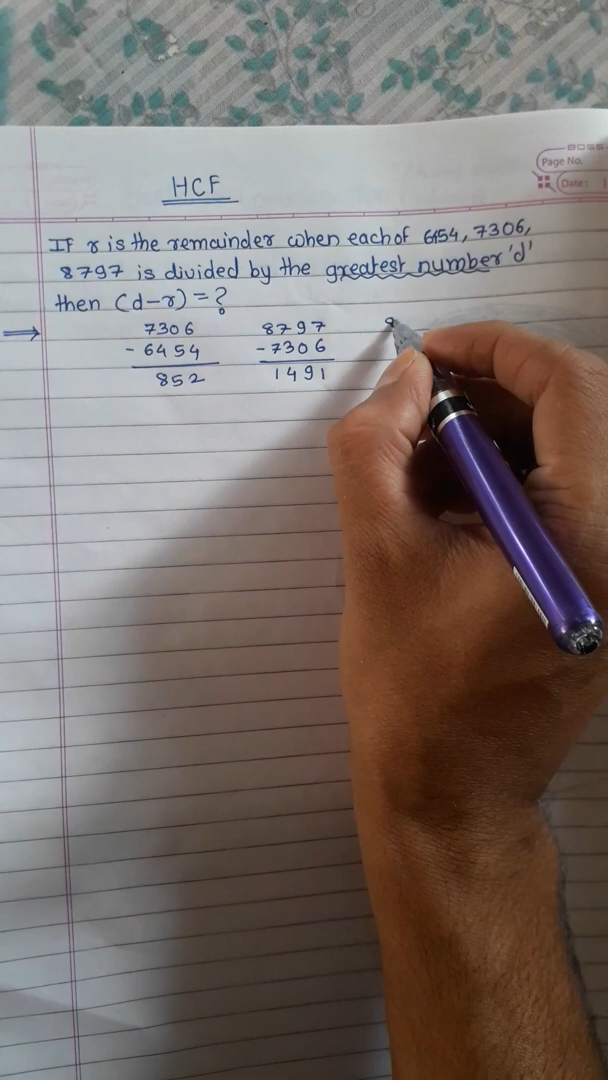 BOSS
Page No.
Date:
HCF
If r is the remainder when each of 6454, 7306,
8797 is divided by the greatest number 'd'
then (d-r) = ?
⇒ 7306 8797
- 6454 - 7306
852 1491